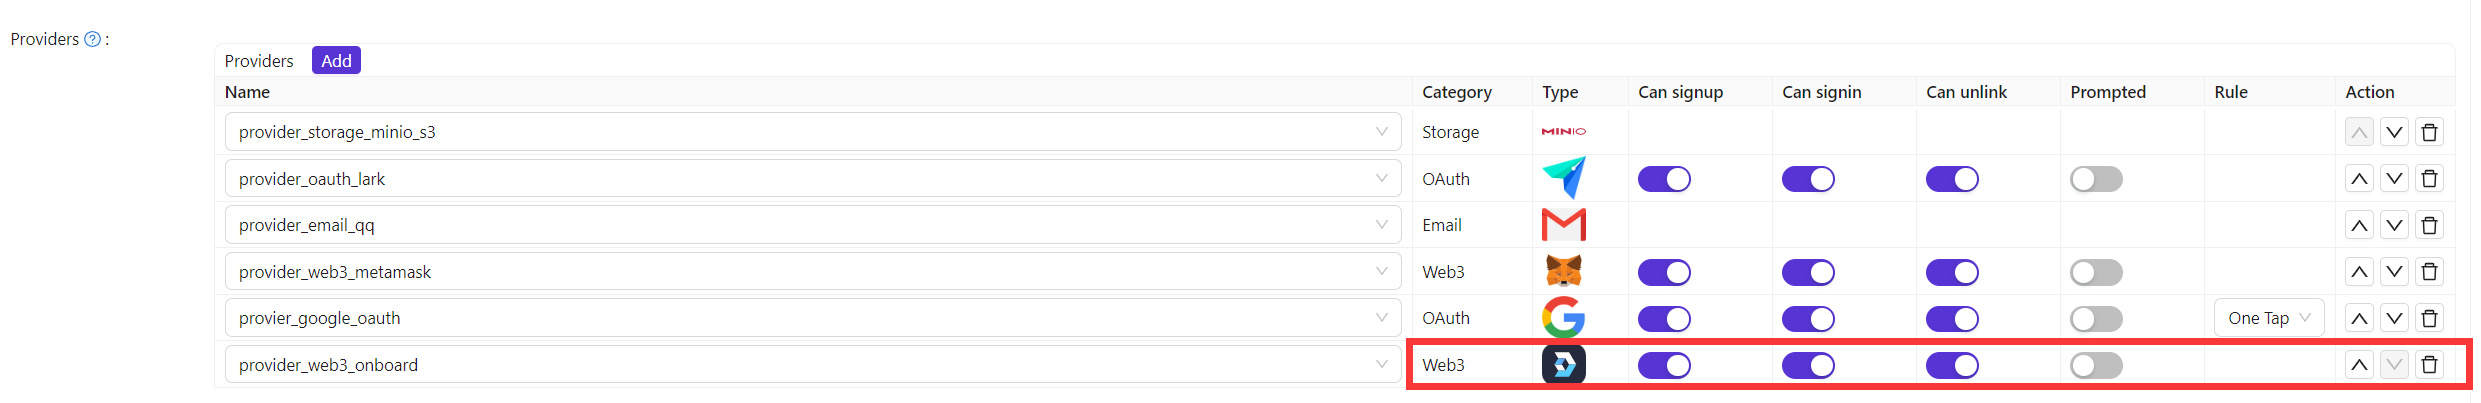 Providers ? :
Providers Add
Name Category Type Can signup Can signin Can unlink Prompted Rule Action
provider_storage_minio_s3 Storage MINIO
provider_oauth_lark OAuth
provider_email_qq Email
provider_web3_metamask Web3
provier_google_oauth OAuth One Tap
provider_web3_onboard Web3